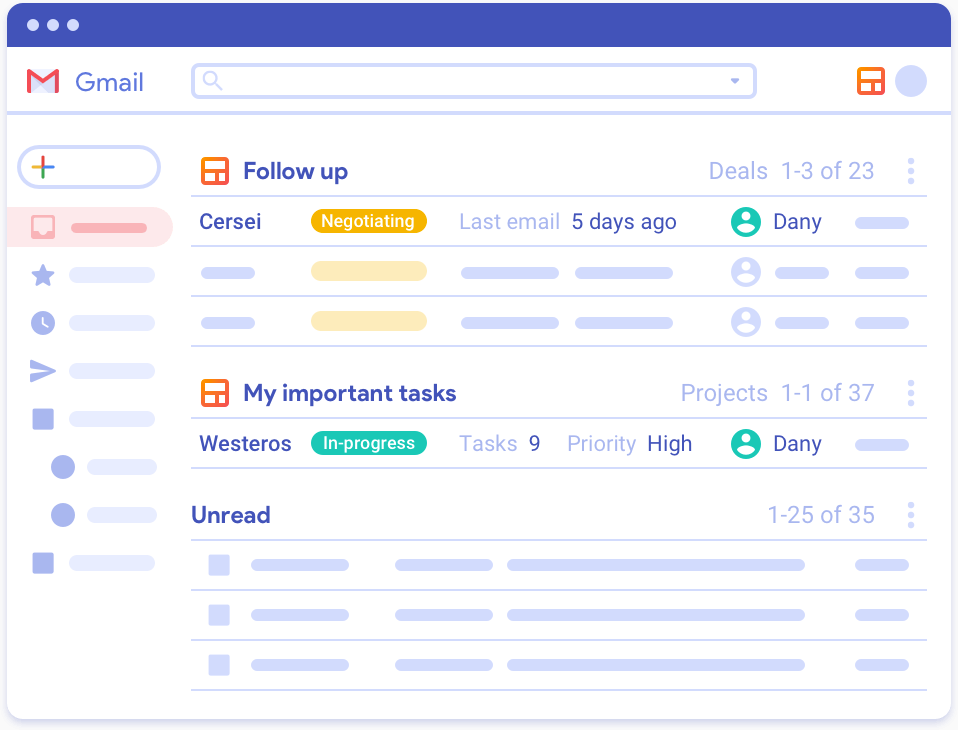 Gmail
Follow up Deals 1-3 of 23
Cersei Negotiating Last email 5 days ago Dany
My important tasks Projects 1-1 of 37
Westeros In-progress Tasks 9 Priority High Dany
Unread 1-25 of 35